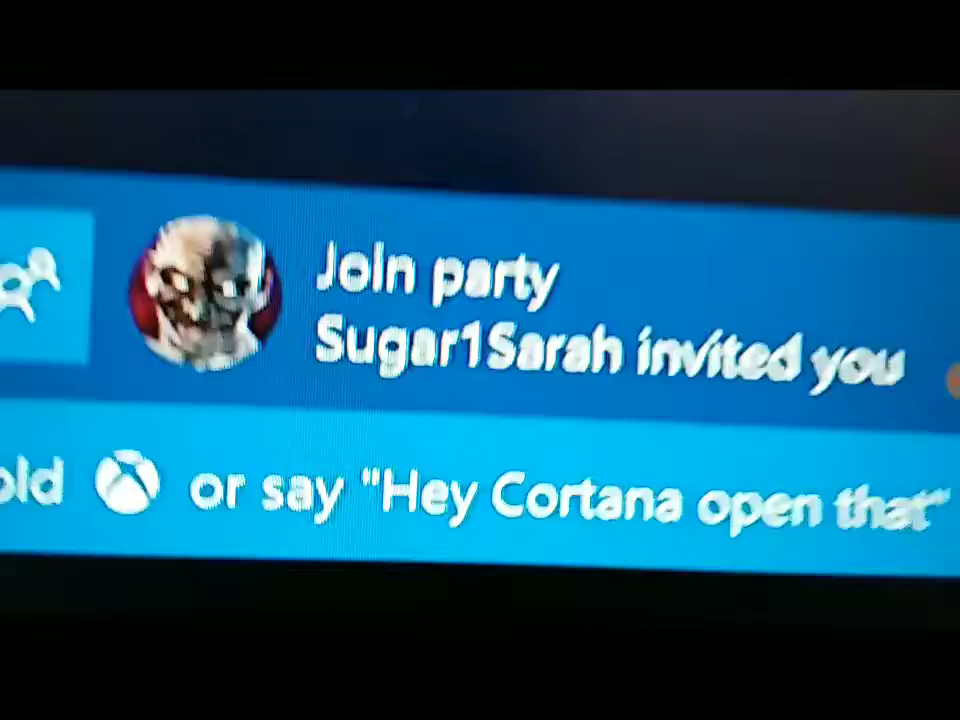 Join party
Sugar1Sarah invited you
old or say "Hey Cortana open that"